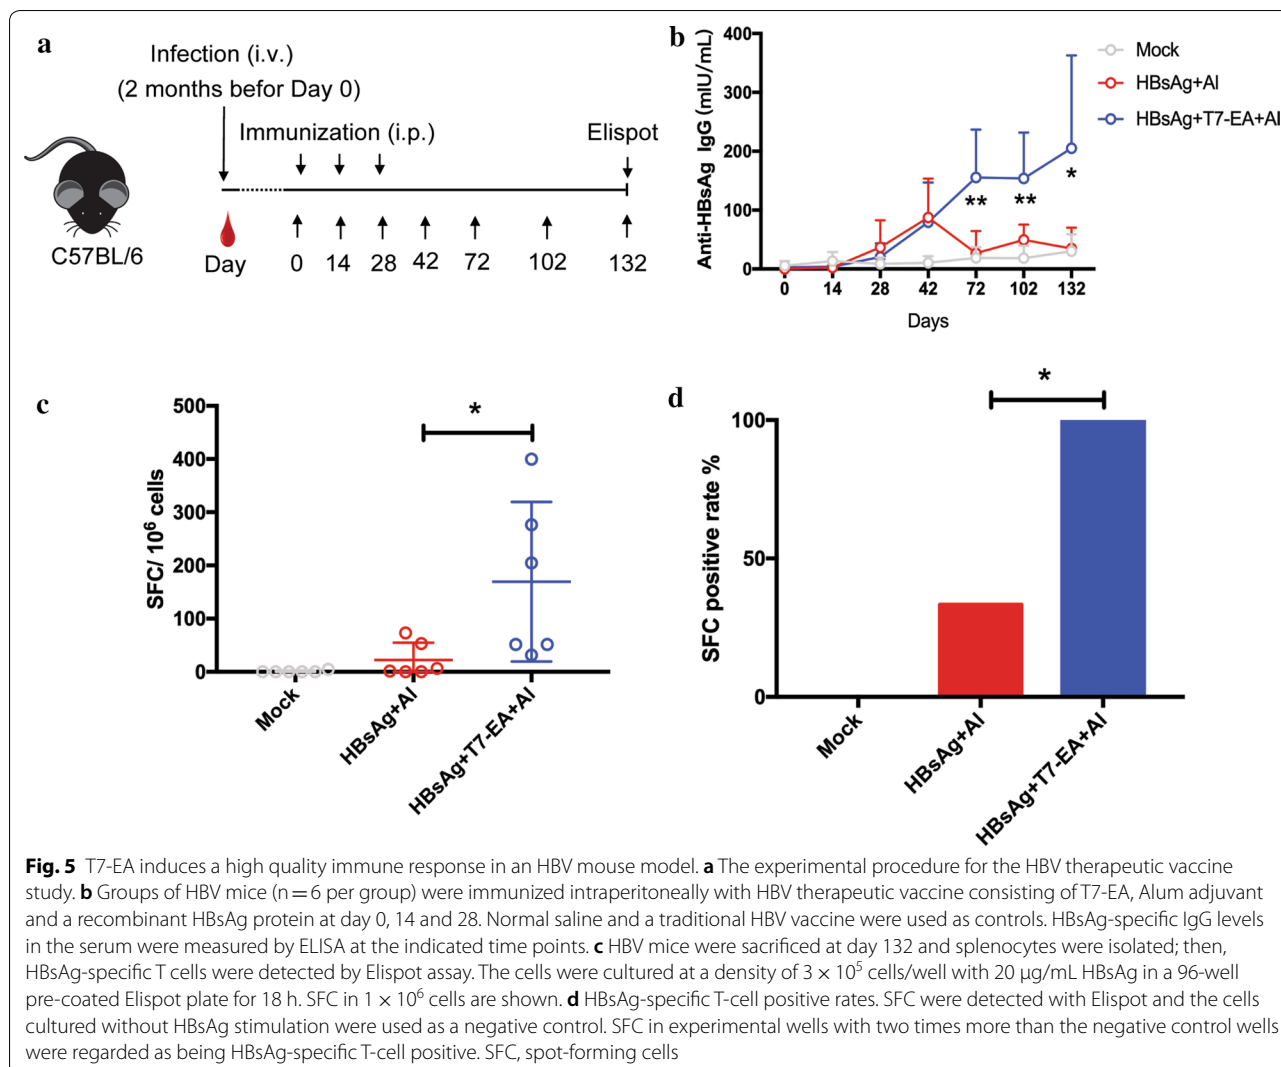 a
Infection (i.v.)
(2 months befor Day 0)
Immunization (i.p.)
Elispot
C57BL/6
Day 0 14 28 42 72 102 132
b
Anti-HBsAg IgG (mIU/mL)
400
300
200
100
0
0 14 28 42 72 102 132
Days
Mock
HBsAg+Al
HBsAg+T7-EA+Al
** ** *
c
SFC/ 10⁶ cells
500
400
300
200
100
0
*
Mock
HBsAg+Al
HBsAg+T7-EA+Al
d
SFC positive rate %
100
50
0
*
Mock
HBsAg+Al
HBsAg+T7-EA+Al
Fig. 5 T7-EA induces a high quality immune response in an HBV mouse model. a The experimental procedure for the HBV therapeutic vaccine
study. b Groups of HBV mice (n = 6 per group) were immunized intraperitoneally with HBV therapeutic vaccine consisting of T7-EA, Alum adjuvant
and a recombinant HBsAg protein at day 0, 14 and 28. Normal saline and a traditional HBV vaccine were used as controls. HBsAg-specific IgG levels
in the serum were measured by ELISA at the indicated time points. c HBV mice were sacrificed at day 132 and splenocytes were isolated; then,
HBsAg-specific T cells were detected by Elispot assay. The cells were cultured at a density of 3 × 10⁵ cells/well with 20 μg/mL HBsAg in a 96-well
pre-coated Elispot plate for 18 h. SFC in 1 × 10⁶ cells are shown. d HBsAg-specific T-cell positive rates. SFC were detected with Elispot and the cells
cultured without HBsAg stimulation were used as a negative control. SFC in experimental wells with two times more than the negative control wells
were regarded as being HBsAg-specific T-cell positive. SFC, spot-forming cells